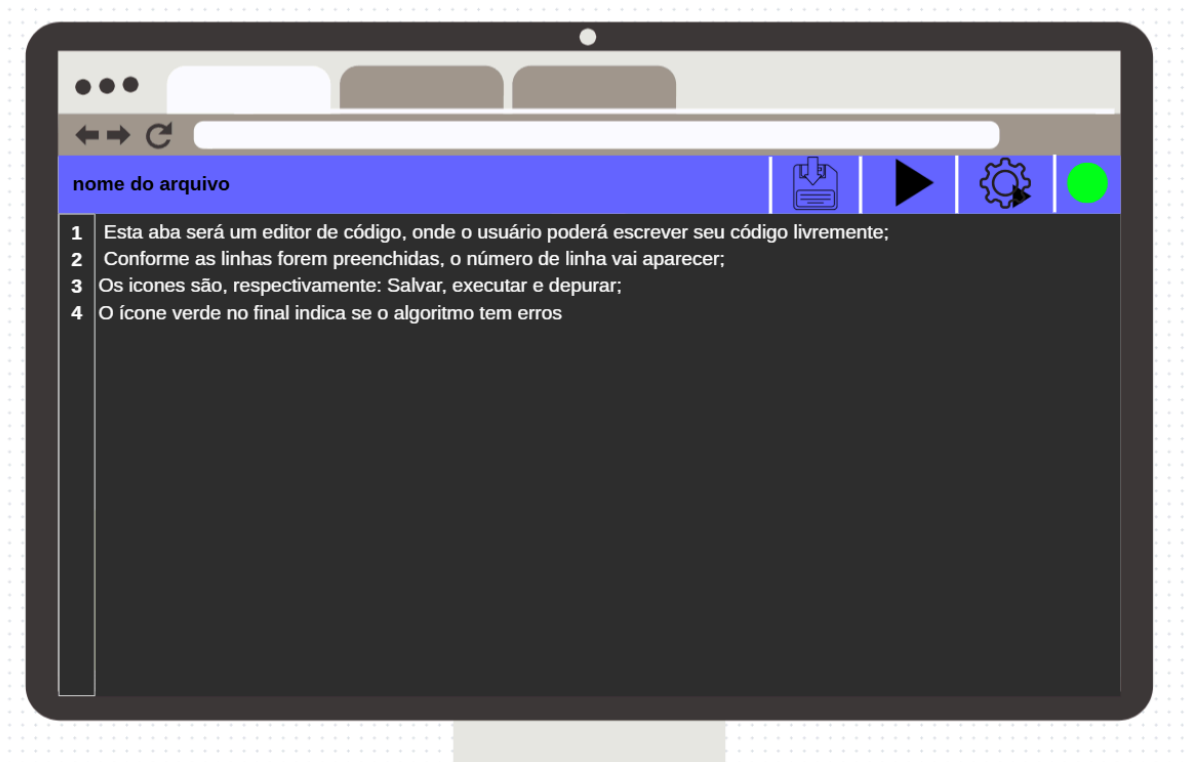 nome do arquivo
1 Esta aba será um editor de código, onde o usuário poderá escrever seu código livremente;
2 Conforme as linhas forem preenchidas, o número de linha vai aparecer;
3 Os icones são, respectivamente: Salvar, executar e depurar;
4 O ícone verde no final indica se o algoritmo tem erros